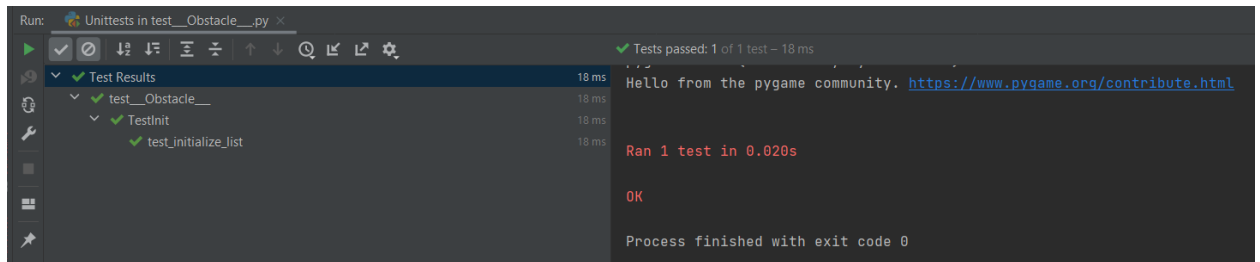 Run: Unittests in test__Obstacle__.py
Tests passed: 1 of 1 test – 18 ms
Test Results 18 ms
test__Obstacle__ 18 ms
TestInit 18 ms
test_initialize_list 18 ms
Hello from the pygame community. https://www.pygame.org/contribute.html
Ran 1 test in 0.020s
OK
Process finished with exit code 0